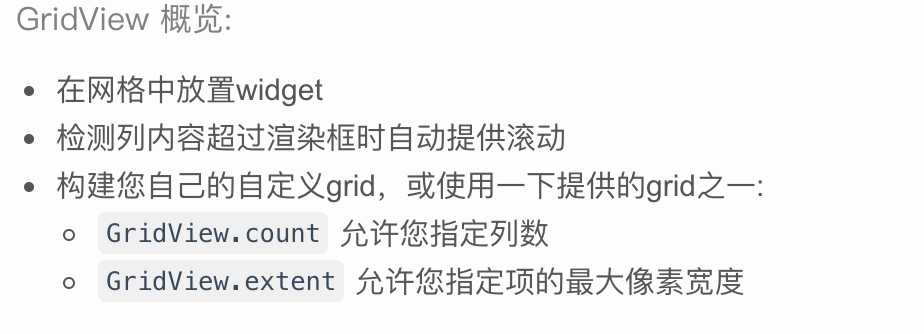 GridView 概览:
在网格中放置widget
检测列内容超过渲染框时自动提供滚动
构建您自己的自定义grid，或使用一下提供的grid之一:
GridView.count 允许您指定列数
GridView.extent 允许您指定项的最大像素宽度